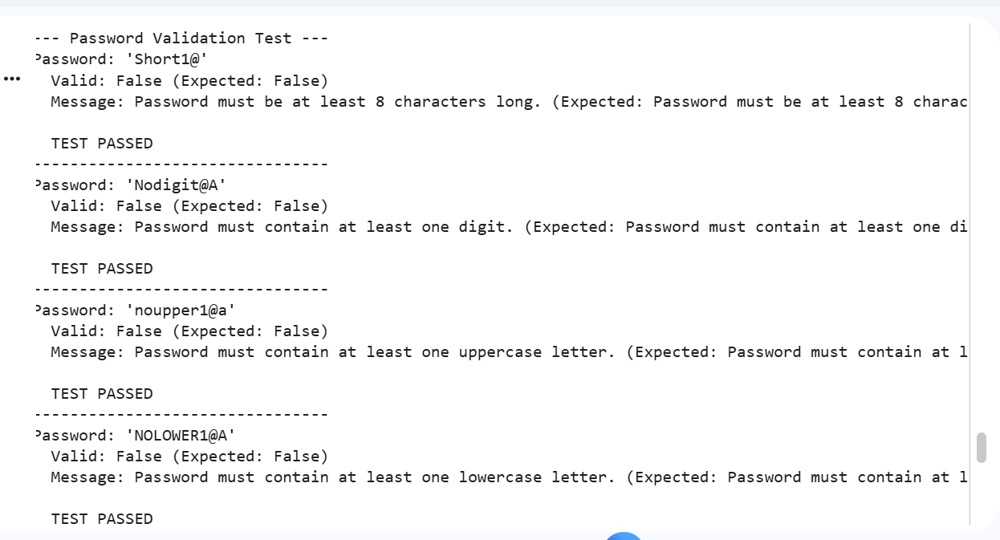 --- Password Validation Test ---
Password: 'Short1@'
Valid: False (Expected: False)
Message: Password must be at least 8 characters long. (Expected: Password must be at least 8 charac
TEST PASSED
--------------------------------
Password: 'Nodigit@A'
Valid: False (Expected: False)
Message: Password must contain at least one digit. (Expected: Password must contain at least one di
TEST PASSED
--------------------------------
Password: 'noupper1@a'
Valid: False (Expected: False)
Message: Password must contain at least one uppercase letter. (Expected: Password must contain at l
TEST PASSED
--------------------------------
Password: 'NOLOWER1@A'
Valid: False (Expected: False)
Message: Password must contain at least one lowercase letter. (Expected: Password must contain at l
TEST PASSED